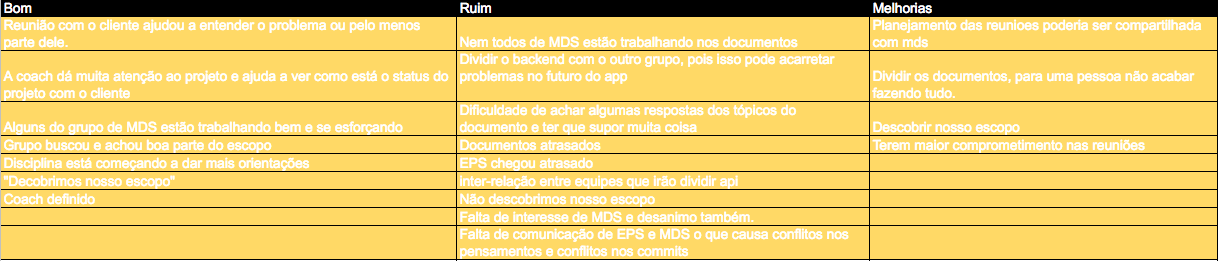 Bom Ruim Melhorias
Reunião com o cliente ajudou a entender o problema ou pelo menos
parte dele.
Nem todos de MDS estão trabalhando nos documentos
Planejamento das reunioes poderia ser compartilhada
com mds
A coach dá muita atenção ao projeto e ajuda a ver como está o status do
projeto com o cliente
Dividir o backend com o outro grupo, pois isso pode acarretar
problemas no futuro do app
Dividir os documentos, para uma pessoa não acabar
fazendo tudo.
Alguns do grupo de MDS estão trabalhando bem e se esforçando
Dificuldade de achar algumas respostas dos tópicos do
documento e ter que supor muita coisa
Descobrir nosso escopo
Grupo buscou e achou boa parte do escopo
Documentos atrasados
Terem maior comprometimento nas reuniões
Disciplina está começando a dar mais orientações
EPS chegou atrasado
"Decobrimos nosso escopo"
Inter-relação entre equipes que irão dividir api
Coach definido
Não descobrimos nosso escopo
Falta de interesse de MDS e desanimo também.
Falta de comunicação de EPS e MDS o que causa conflitos nos
pensamentos e conflitos nos commits